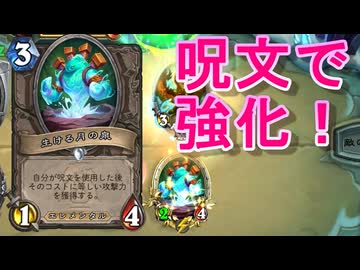 3
呪文で
強化！
生ける月の泉
自分が呪文を使用した後
そのコストに等しい攻撃力
を獲得する。
1
エレメンタル
4
3
2
4
敵の